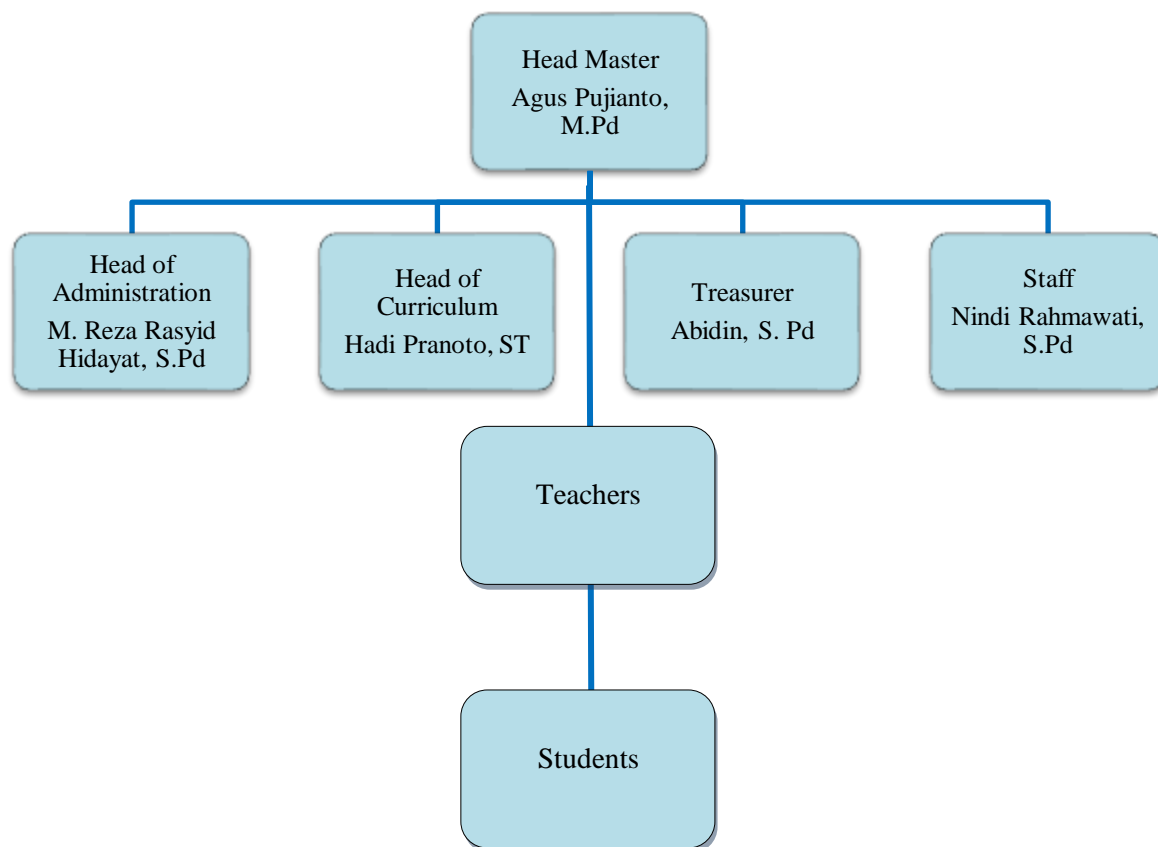 Head Master
Agus Pujianto,
M.Pd
Head of
Administration
M. Reza Rasyid
Hidayat, S.Pd
Head of
Curriculum
Hadi Pranoto, ST
Treasurer
Abidin, S. Pd
Staff
Nindi Rahmawati,
S.Pd
Teachers
Students